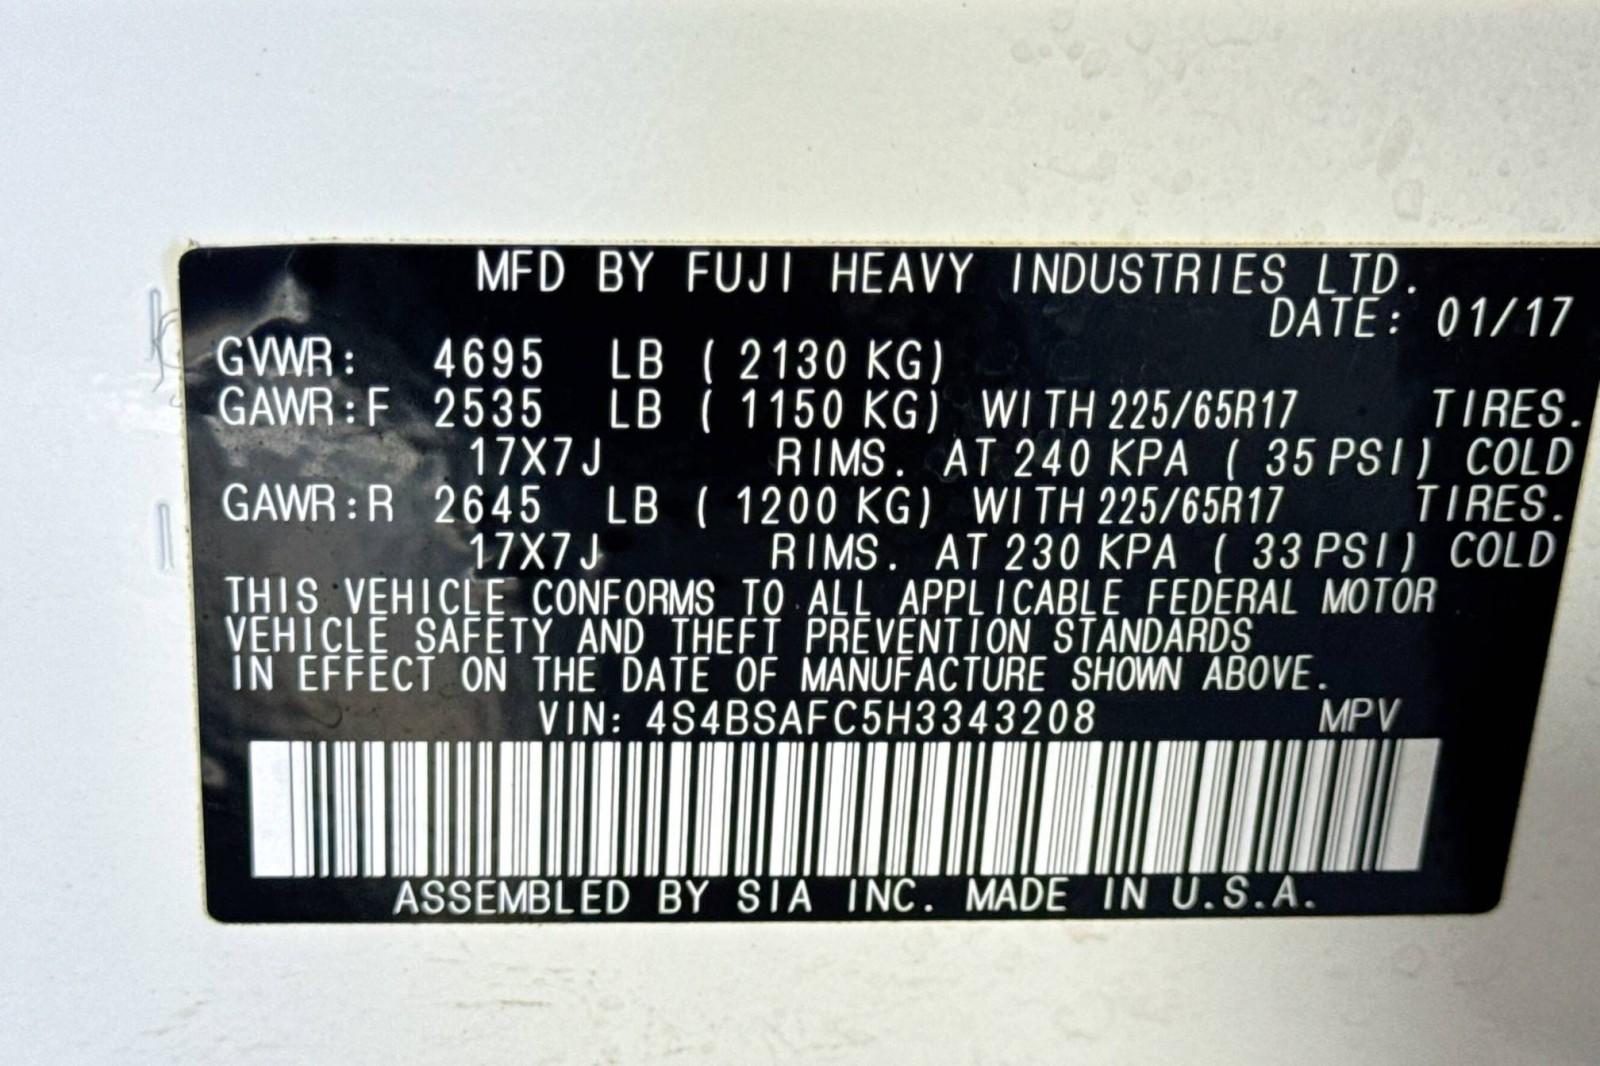 MFD BY FUJI HEAVY INDUSTRIES LTD.
DATE: 01/17
GVWR: 4695 LB ( 2130 KG)
GAWR:F 2535 LB ( 1150 KG) WITH 225/65R17 TIRES.
17X7J RIMS. AT 240 KPA ( 35 PSI) COLD
GAWR:R 2645 LB ( 1200 KG) WITH 225/65R17 TIRES.
17X7J RIMS. AT 230 KPA ( 33 PSI) COLD
THIS VEHICLE CONFORMS TO ALL APPLICABLE FEDERAL MOTOR
VEHICLE SAFETY AND THEFT PREVENTION STANDARDS
IN EFFECT ON THE DATE OF MANUFACTURE SHOWN ABOVE.
VIN: 4S4BSAFC5H3343208 MPV
ASSEMBLED BY SIA INC. MADE IN U.S.A.